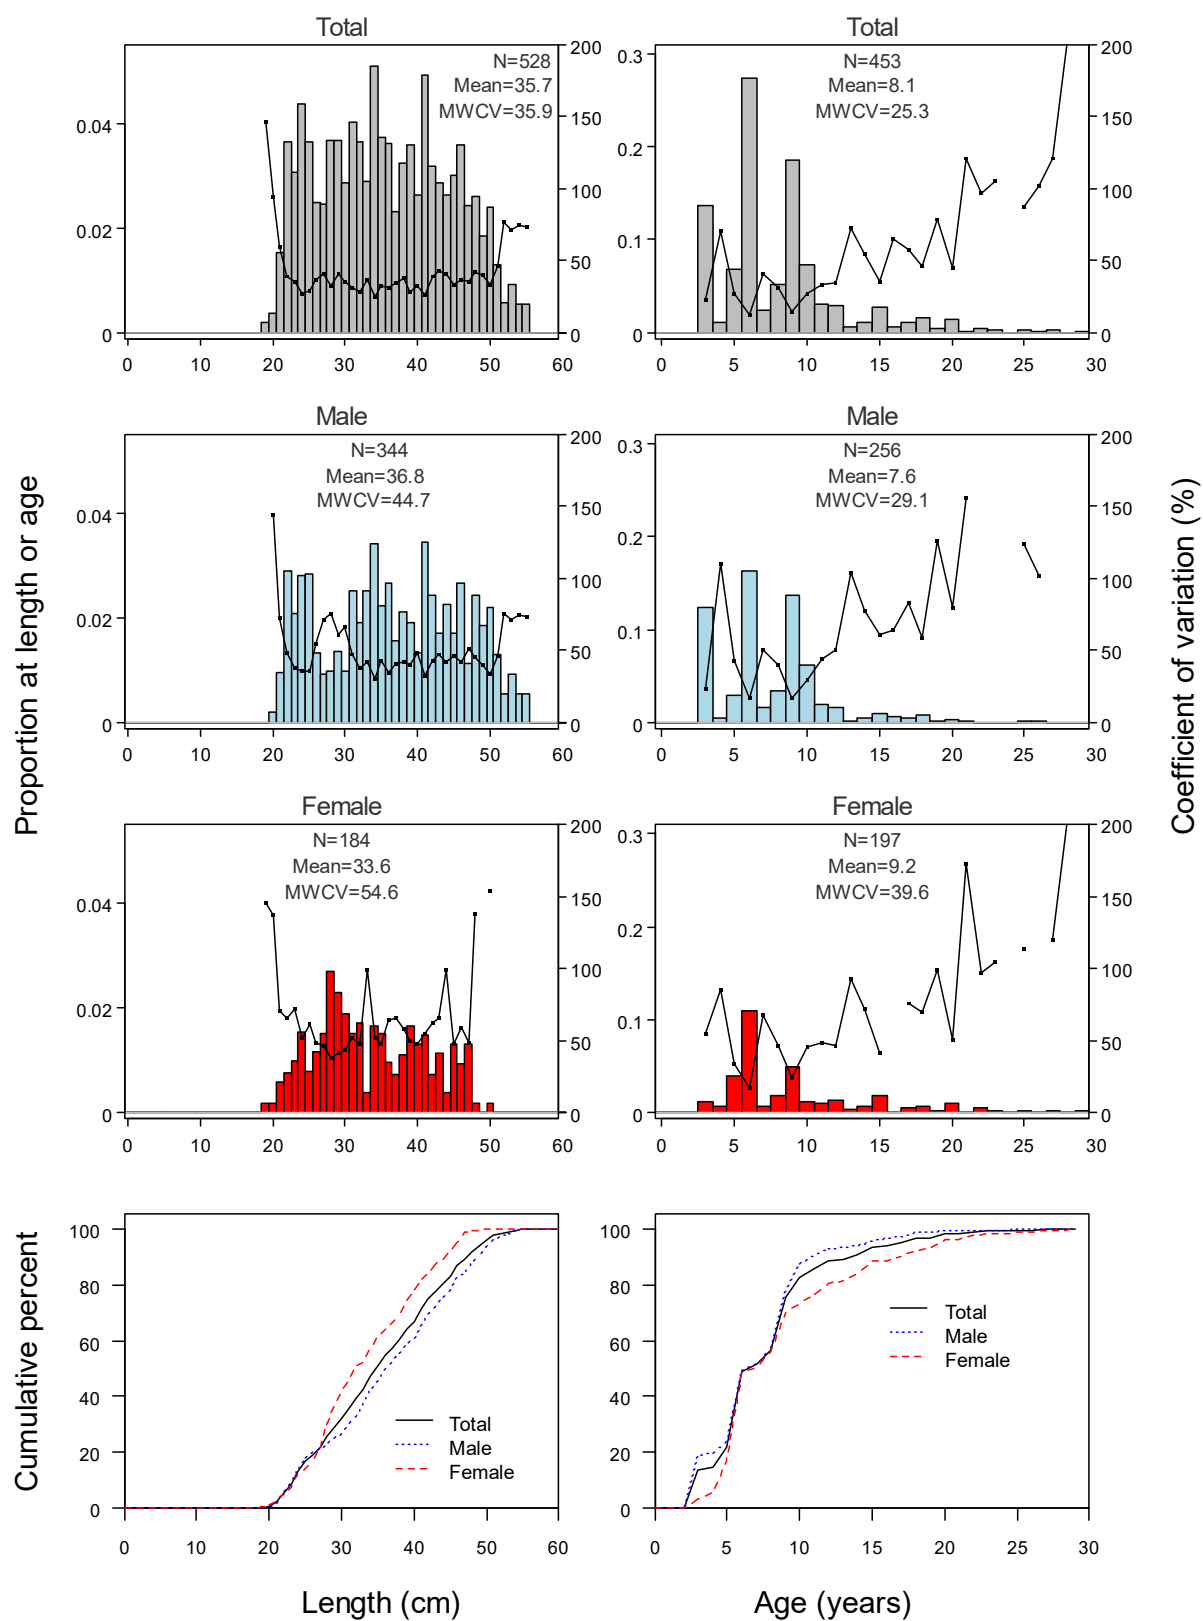 Total
Total
N=528
Mean=35.7
MWCV=35.9
N=453
Mean=8.1
MWCV=25.3
0.04
0.02
0
200
150
100
50
0
0.3
0.2
0.1
0
200
150
100
50
0
0 10 20 30 40 50 60
0 5 10 15 20 25 30
Male
Male
N=344
Mean=36.8
MWCV=44.7
N=256
Mean=7.6
MWCV=29.1
0.04
0.02
0
200
150
100
50
0
0.3
0.2
0.1
0
200
150
100
50
0
0 10 20 30 40 50 60
0 5 10 15 20 25 30
Proportion at length or age
Coefficient of variation (%)
Female
Female
N=184
Mean=33.6
MWCV=54.6
N=197
Mean=9.2
MWCV=39.6
0.04
0.02
0
200
150
100
50
0
0.3
0.2
0.1
0
200
150
100
50
0
0 10 20 30 40 50 60
0 5 10 15 20 25 30
Cumulative percent
100
80
60
40
20
0
Total
Male
Female
0 10 20 30 40 50 60
Length (cm)
100
80
60
40
20
0
Total
Male
Female
0 5 10 15 20 25 30
Age (years)